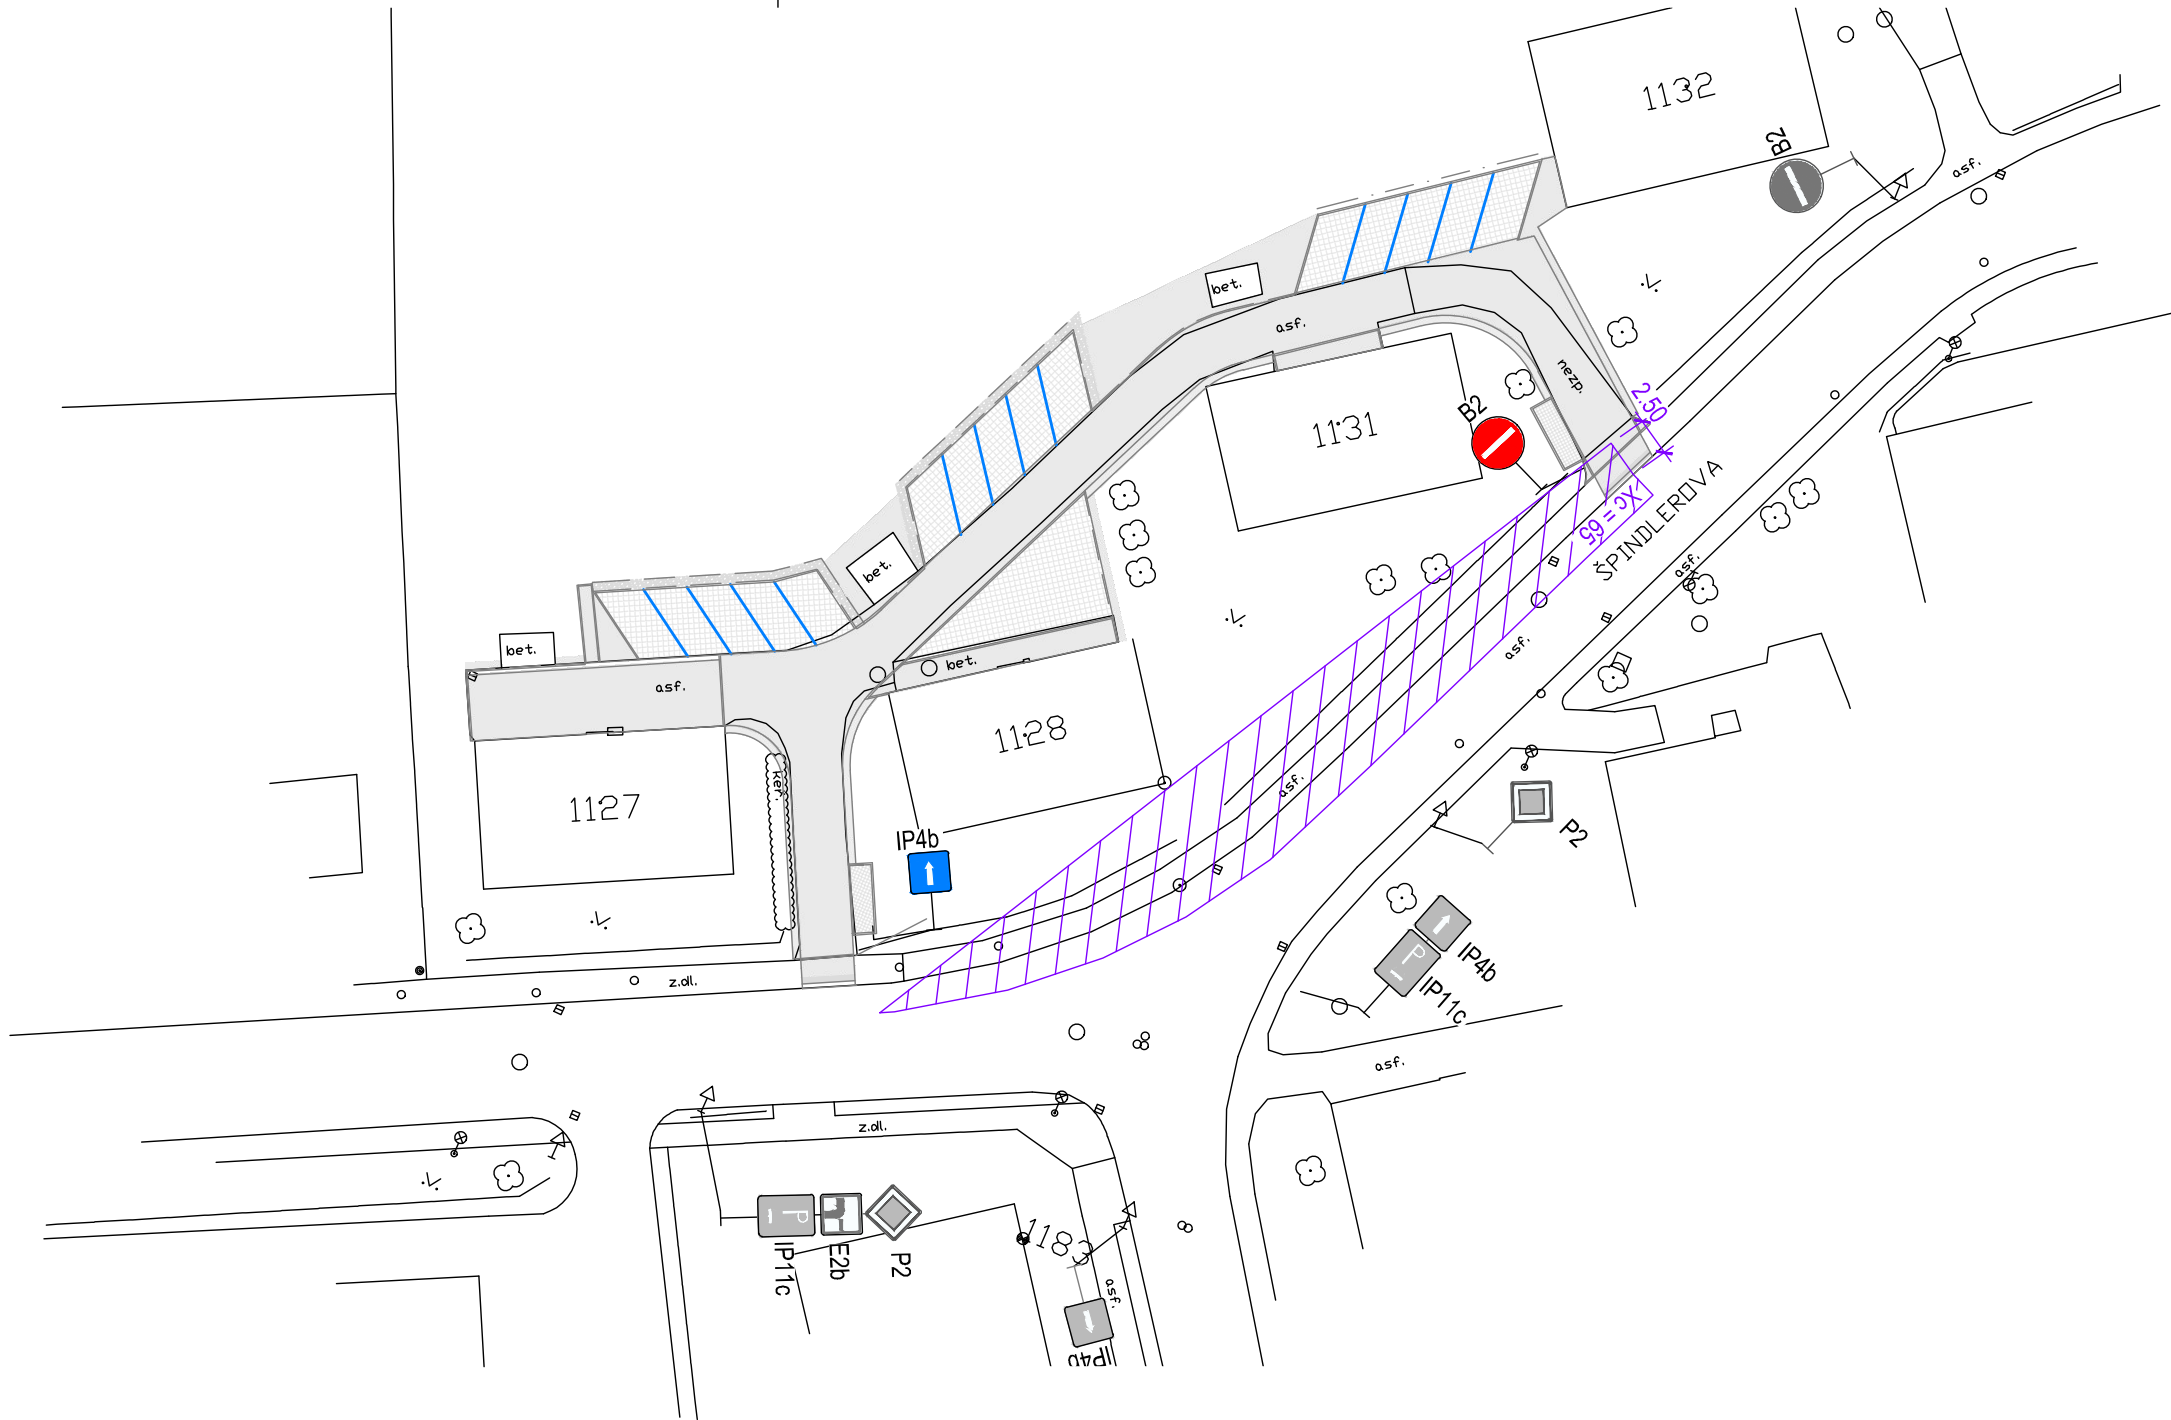 1132
B2
asf.
bet.
asf.
nezp.
2.50
1131
B2
Xc = 65
ŠPINDLEROVA
bet.
asf.
asf.
bet.
bet.
asf.
1128
asf.
ker.
1127
IP4b
P2
IP4b
IP11c
z.dl.
asf.
z.dl.
P
P
IP11c
E2b
P2
1183
asf.
IP4b